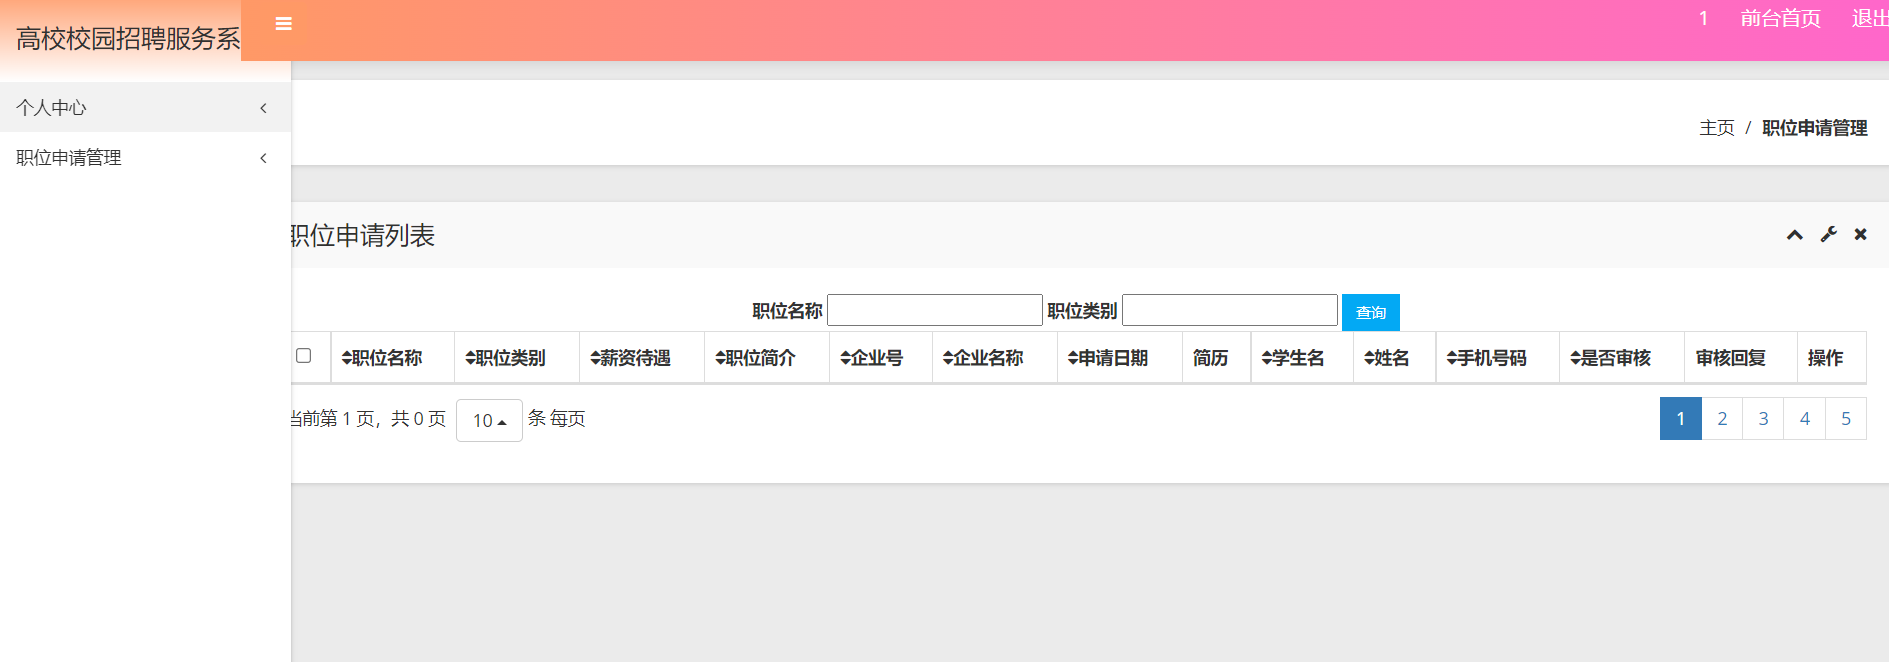 高校校园招聘服务系
1 前台首页 退出
个人中心
职位申请管理
主页 / 职位申请管理
职位申请列表
职位名称 职位类别 查询
职位名称 职位类别 薪资待遇 职位简介 企业号 企业名称 申请日期 简历 学生名 姓名 手机号码 是否审核 审核回复 操作
当前第 1 页，共 0 页 10 条 每页
1 2 3 4 5